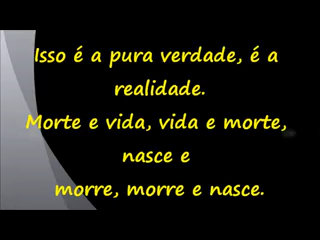 Isso é a pura verdade, é a
realidade.
Morte e vida, vida e morte,
nasce e
morre, morre e nasce.